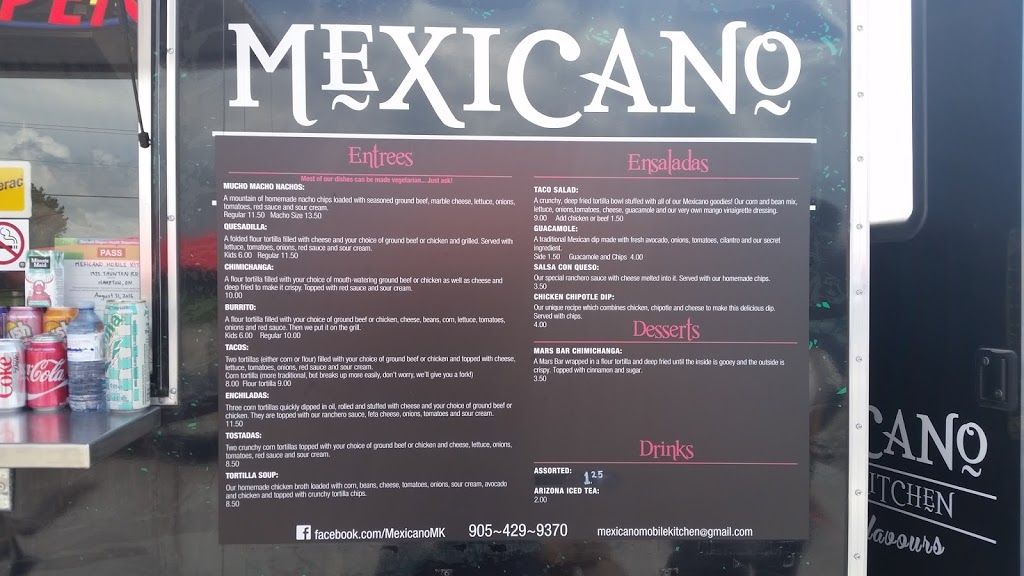 OPEN
MEXICANO
Entrees
Most of our dishes can be made vegetarian... Just ask!
MUCHO MACHO NACHOS:
A mountain of homemade nacho chips loaded with seasoned ground beef, marble cheese, lettuce, onions,
tomatoes, red sauce and sour cream.
Regular 11.50 Macho Size 13.50
QUESADILLA:
A folded flour tortilla filled with cheese and your choice of ground beef or chicken and grilled. Served with
lettuce, tomatoes, onions, red sauce and sour cream.
Kids 6.00 Regular 11.50
CHIMICHANGA:
A flour tortilla filled with your choice of mouth-watering ground beef or chicken as well as cheese and
deep fried to make it crispy. Topped with red sauce and sour cream.
10.00
BURRITO:
A flour tortilla filled with your choice of ground beef or chicken, cheese, beans, corn, lettuce, tomatoes,
onions and red sauce. Then we put it on the grill.
Kids 6.00 Regular 10.00
TACOS:
Two tortillas (either corn or flour) filled with your choice of ground beef or chicken and topped with cheese,
lettuce, tomatoes, onions, red sauce and sour cream.
Corn tortilla (more traditional, but breaks up more easily, don't worry, we'll give you a fork!)
8.00 Flour tortilla 9.00
ENCHILADAS:
Three corn tortillas quickly dipped in oil, rolled and stuffed with cheese and your choice of ground beef or
chicken. They are topped with our ranchero sauce, feta cheese, onions, tomatoes and sour cream.
11.50
TOSTADAS:
Two crunchy corn tortillas topped with your choice of ground beef or chicken and cheese, lettuce, onions,
tomatoes, red sauce and sour cream.
8.50
TORTILLA SOUP:
Our homemade chicken broth loaded with corn, beans, cheese, tomatoes, onions, sour cream, avocado
and chicken and topped with crunchy tortilla chips.
8.50
Ensaladas
TACO SALAD:
A crunchy, deep fried tortilla bowl stuffed with all of our Mexicano goodies! Our corn and bean mix,
lettuce, onions,tomatoes, cheese, guacamole and our very own mango vinaigrette dressing.
9.00 Add chicken or beef 1.50
GUACAMOLE:
A traditional Mexican dip made with fresh avocado, onions, tomatoes, cilantro and our secret
ingredient.
Side 1.50 Guacamole and Chips 4.00
SALSA CON QUESO:
Our special ranchero sauce with cheese melted into it. Served with our homemade chips.
3.50
CHICKEN CHIPOTLE DIP:
Our unique recipe which combines chicken, chipotle and cheese to make this delicious dip.
Served with chips.
4.00
Desserts
MARS BAR CHIMICHANGA:
A Mars Bar wrapped in a flour tortilla and deep fried until the inside is gooey and the outside is
crispy. Topped with cinnamon and sugar.
3.50
Drinks
ASSORTED: 1.25
ARIZONA ICED TEA:
2.00
facebook.com/MexicanoMK 905~429~9370 mexicanomobilekitchen@gmail.com
erac
PASS
MEXICANO MOBILE KIT
TAUNTON RD
HAMPTON, ON
August 31, 2016
Minute Maid
Coke
Coca-Cola
CANO
ITCHEN
lavours